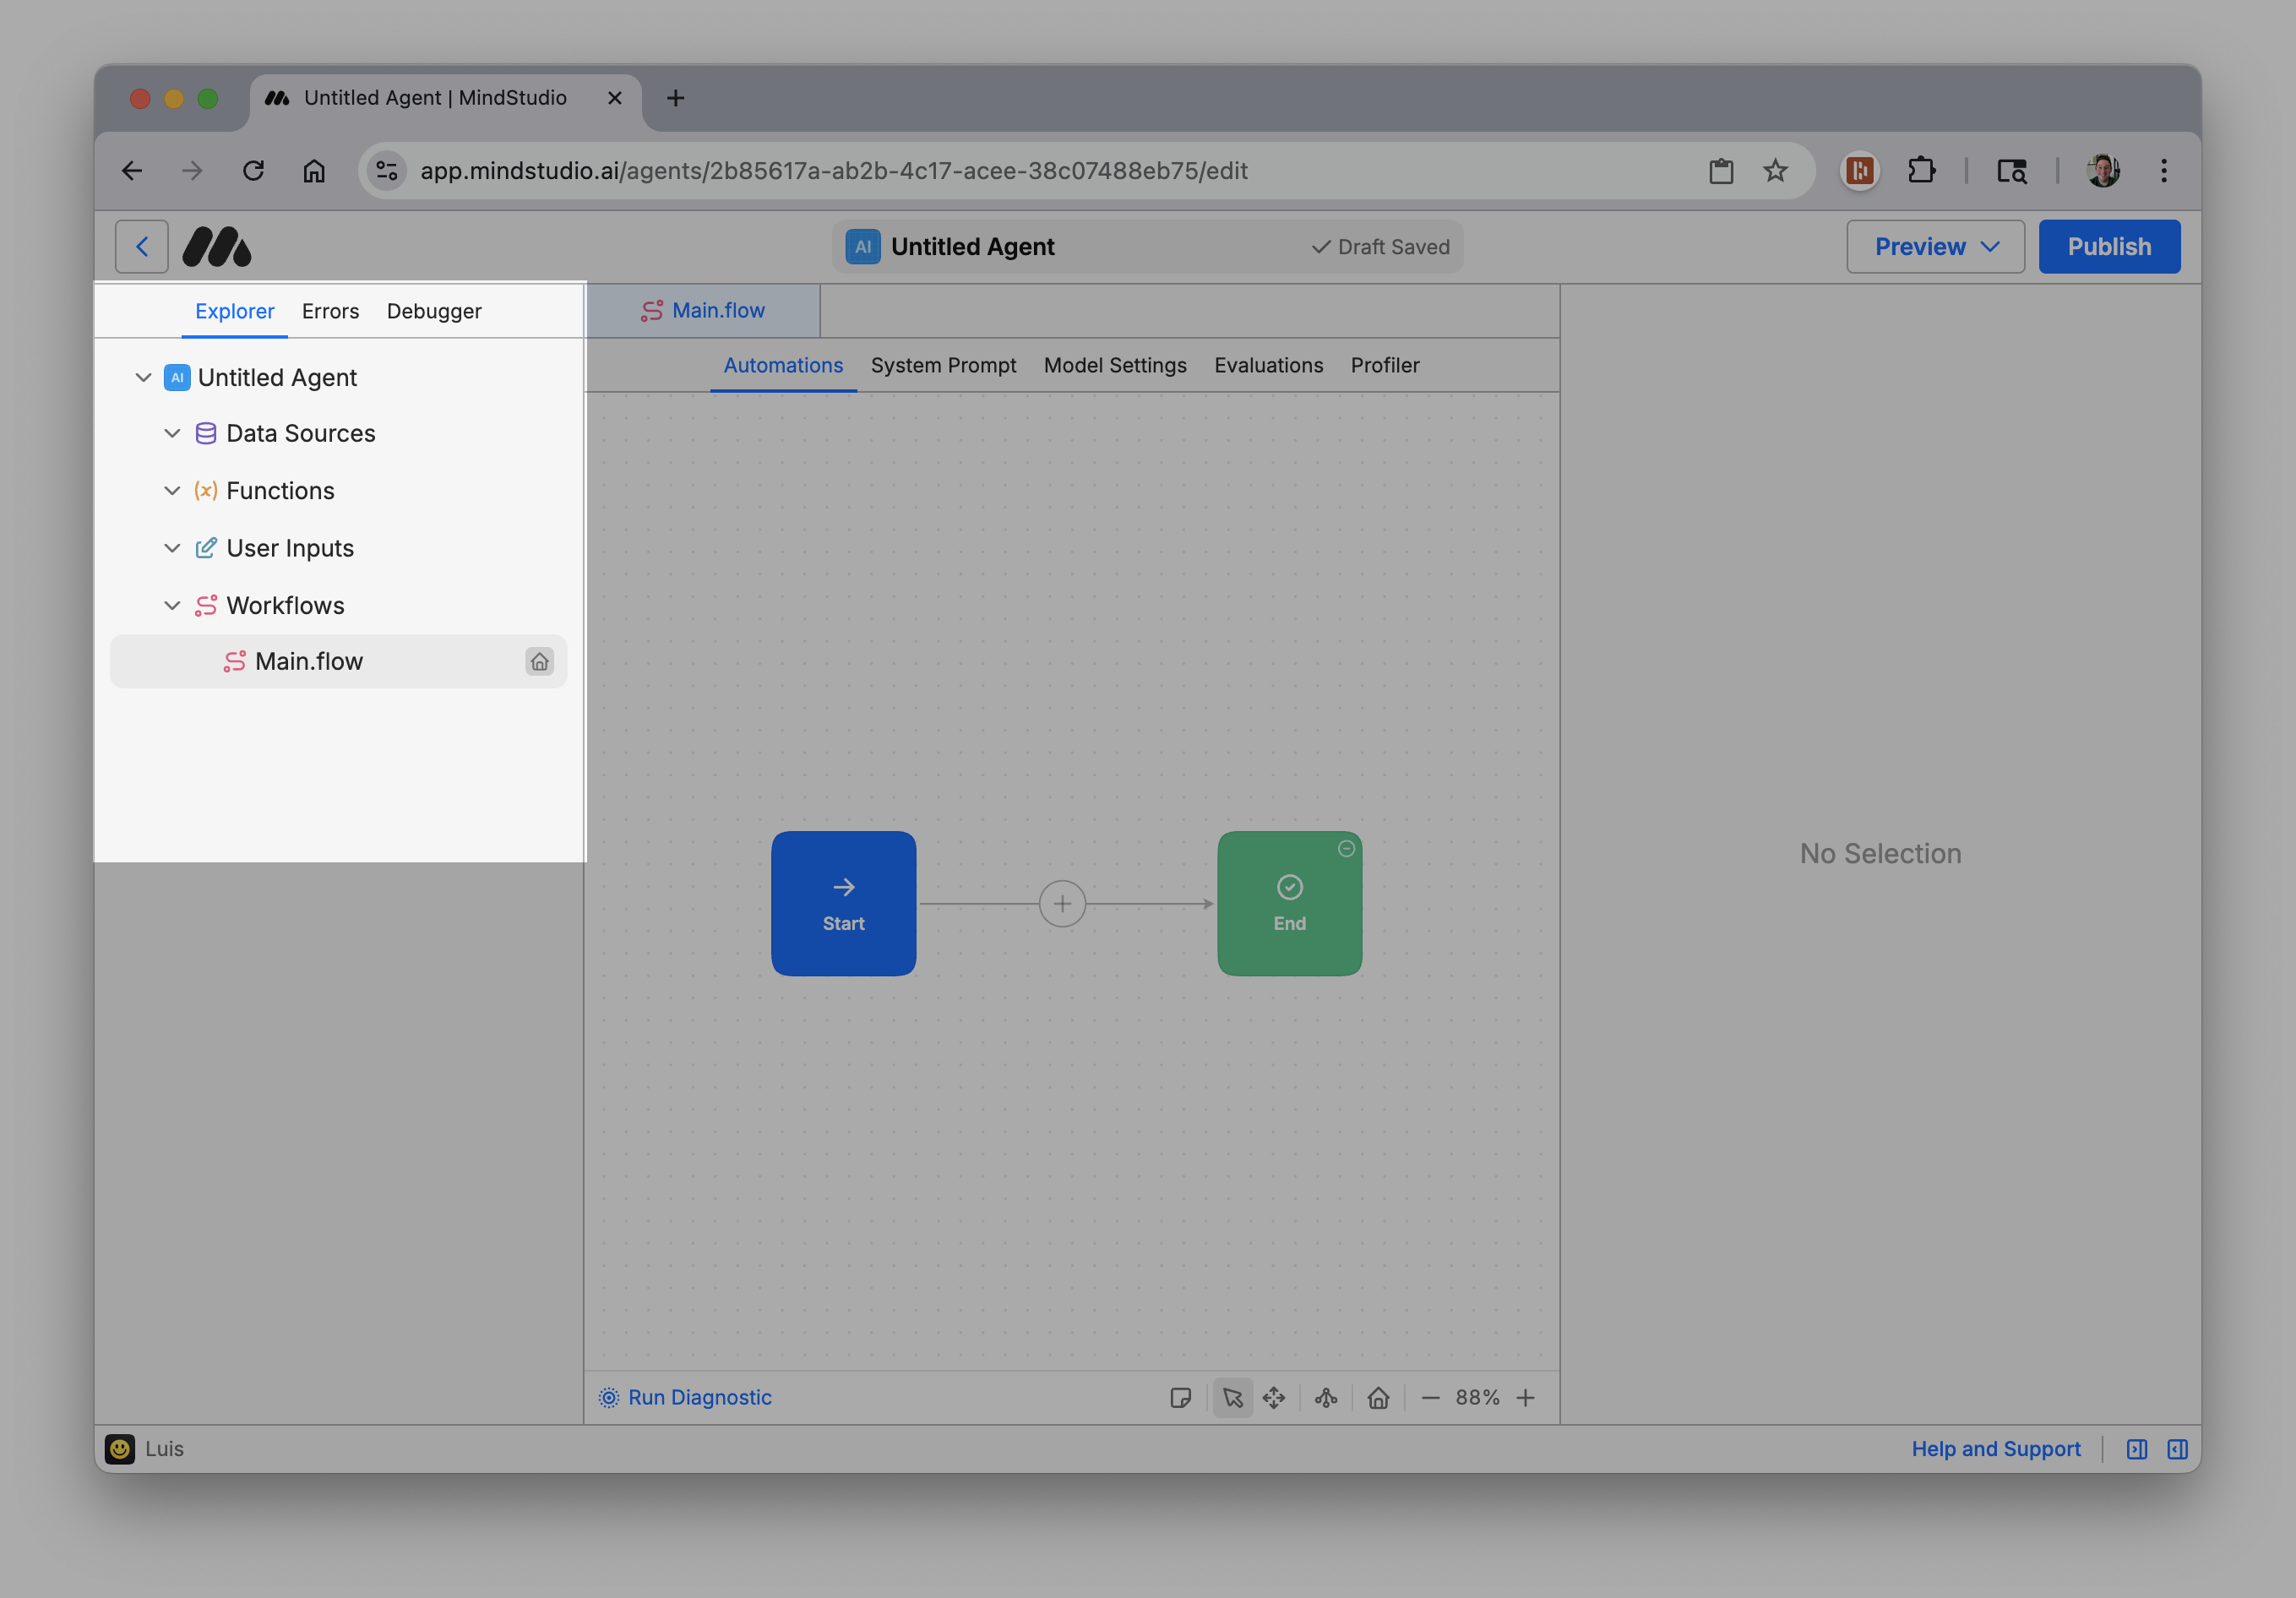 Untitled Agent | MindStudio
app.mindstudio.ai/agents/2b85617a-ab2b-4c17-acee-38c07488eb75/edit
AI Untitled Agent
Draft Saved
Preview
Publish
Explorer Errors Debugger
AI Untitled Agent
Data Sources
(x) Functions
User Inputs
Workflows
Main.flow
Main.flow
Automations System Prompt Model Settings Evaluations Profiler
Start
End
No Selection
Run Diagnostic
88%
Luis
Help and Support